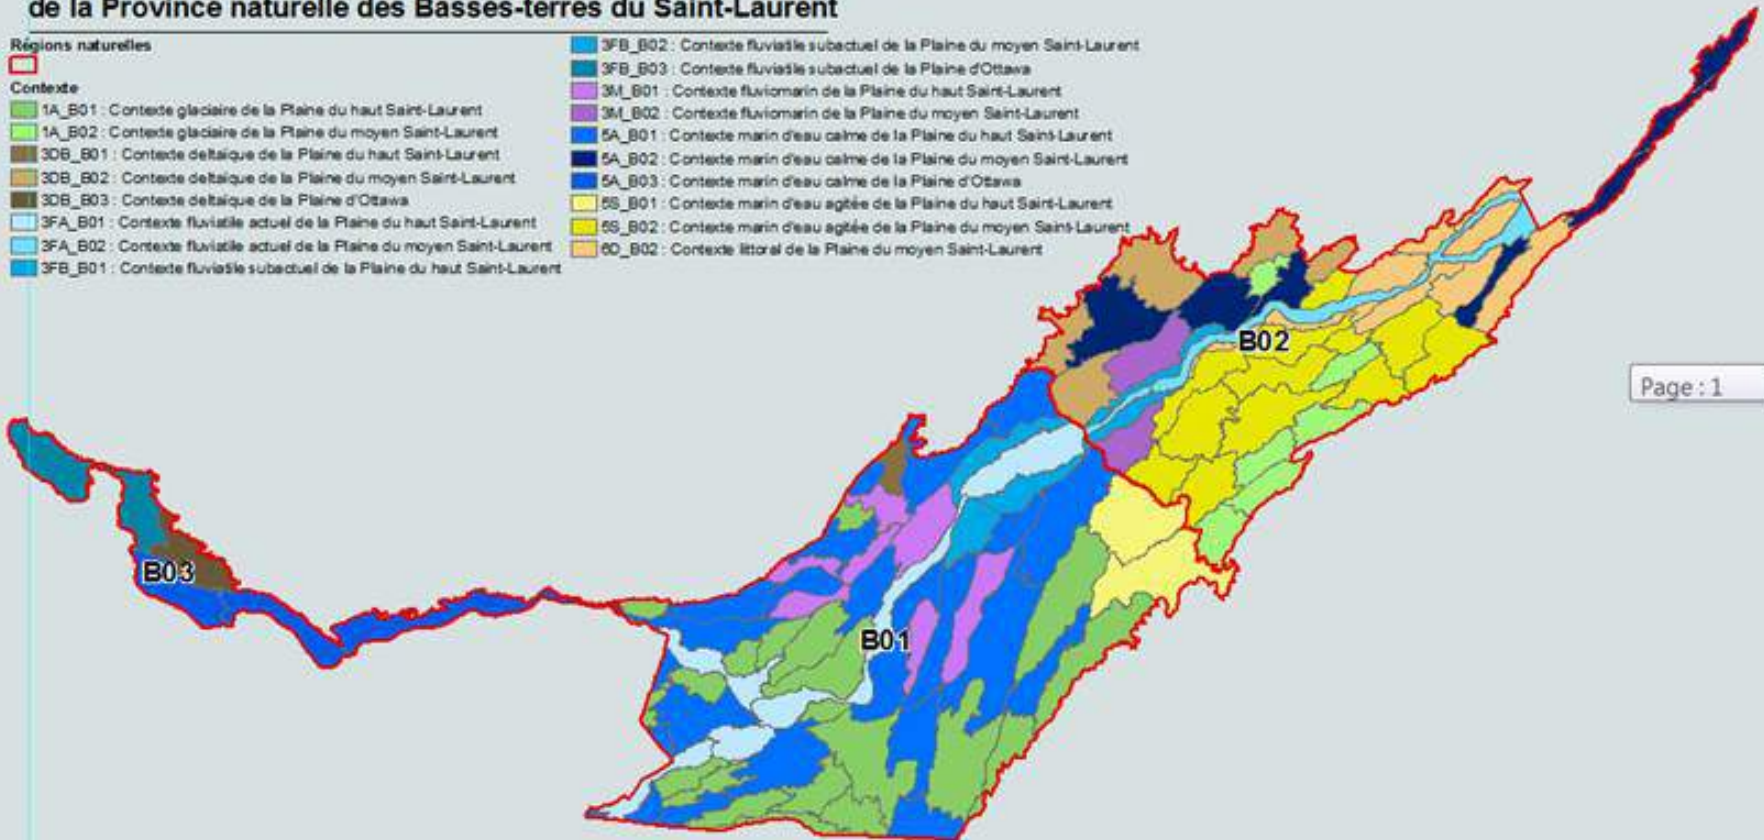 de la Province naturelle des Basses-terres du Saint-Laurent
Régions naturelles
Contexte
1A_B01 : Contexte glaciaire de la Plaine du haut Saint-Laurent
1A_B02 : Contexte glaciaire de la Plaine du moyen Saint-Laurent
3DB_B01 : Contexte deltaïque de la Plaine du haut Saint-Laurent
3DB_B02 : Contexte deltaïque de la Plaine du moyen Saint-Laurent
3DB_B03 : Contexte deltaïque de la Plaine d'Ottawa
3FA_B01 : Contexte fluviatile actuel de la Plaine du haut Saint-Laurent
3FA_B02 : Contexte fluviatile actuel de la Plaine du moyen Saint-Laurent
3FB_B01 : Contexte fluviatile subactuel de la Plaine du haut Saint-Laurent
3FB_B02 : Contexte fluviatile subactuel de la Plaine du moyen Saint-Laurent
3FB_B03 : Contexte fluviatile subactuel de la Plaine d'Ottawa
3M_B01 : Contexte fluviomarin de la Plaine du haut Saint-Laurent
3M_B02 : Contexte fluviomarin de la Plaine du moyen Saint-Laurent
5A_B01 : Contexte marin d'eau calme de la Plaine du haut Saint-Laurent
5A_B02 : Contexte marin d'eau calme de la Plaine du moyen Saint-Laurent
5A_B03 : Contexte marin d'eau calme de la Plaine d'Ottawa
5S_B01 : Contexte marin d'eau agitée de la Plaine du haut Saint-Laurent
5S_B02 : Contexte marin d'eau agitée de la Plaine du moyen Saint-Laurent
6D_B02 : Contexte littoral de la Plaine du moyen Saint-Laurent
B02
Page : 1
B03
B01